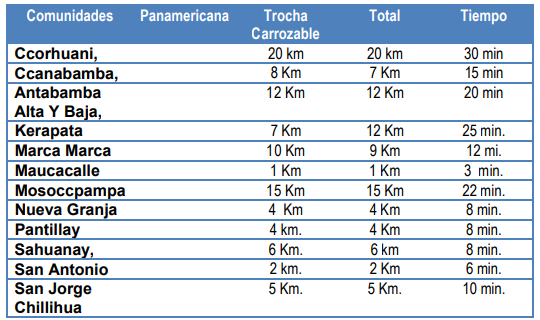 Comunidades Panamericana Trocha Total Tiempo
Carrozable
Ccorhuani, 20 km 20 km 30 min
Ccanabamba, 8 Km 7 Km 15 min
Antabamba 12 Km 12 Km 20 min
Alta Y Baja,
Kerapata 7 Km 12 Km 25 min.
Marca Marca 10 Km 9 Km 12 mi.
Maucacalle 1 Km 1 Km 3 min.
Mosoccpampa 15 Km 15 Km 22 min.
Nueva Granja 4 Km 4 Km 8 min.
Pantillay 4 km. 4 Km 8 min.
Sahuanay, 6 Km. 6 km 8 min.
San Antonio 2 km. 2 Km 6 min.
San Jorge 5 Km. 5 Km. 10 min.
Chillihua